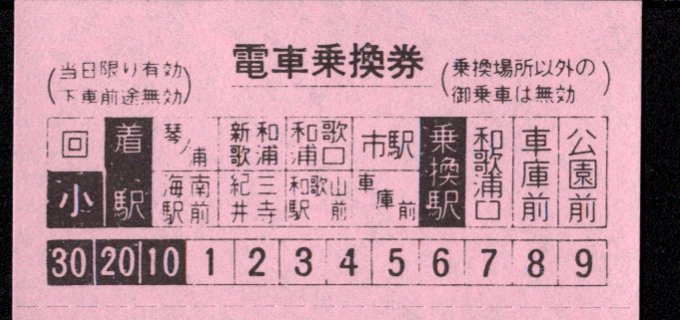 電車乗換券
(当日限り有効
下車前途無効)
(乗換場所以外の
御乗車は無効)
回 着駅 琴ノ浦 新和歌浦 和歌浦口 市駅 乗換駅 和歌浦口 車庫前 公園前
小 海南駅前 紀三井寺 和歌山駅前 車庫前
30 20 10 1 2 3 4 5 6 7 8 9